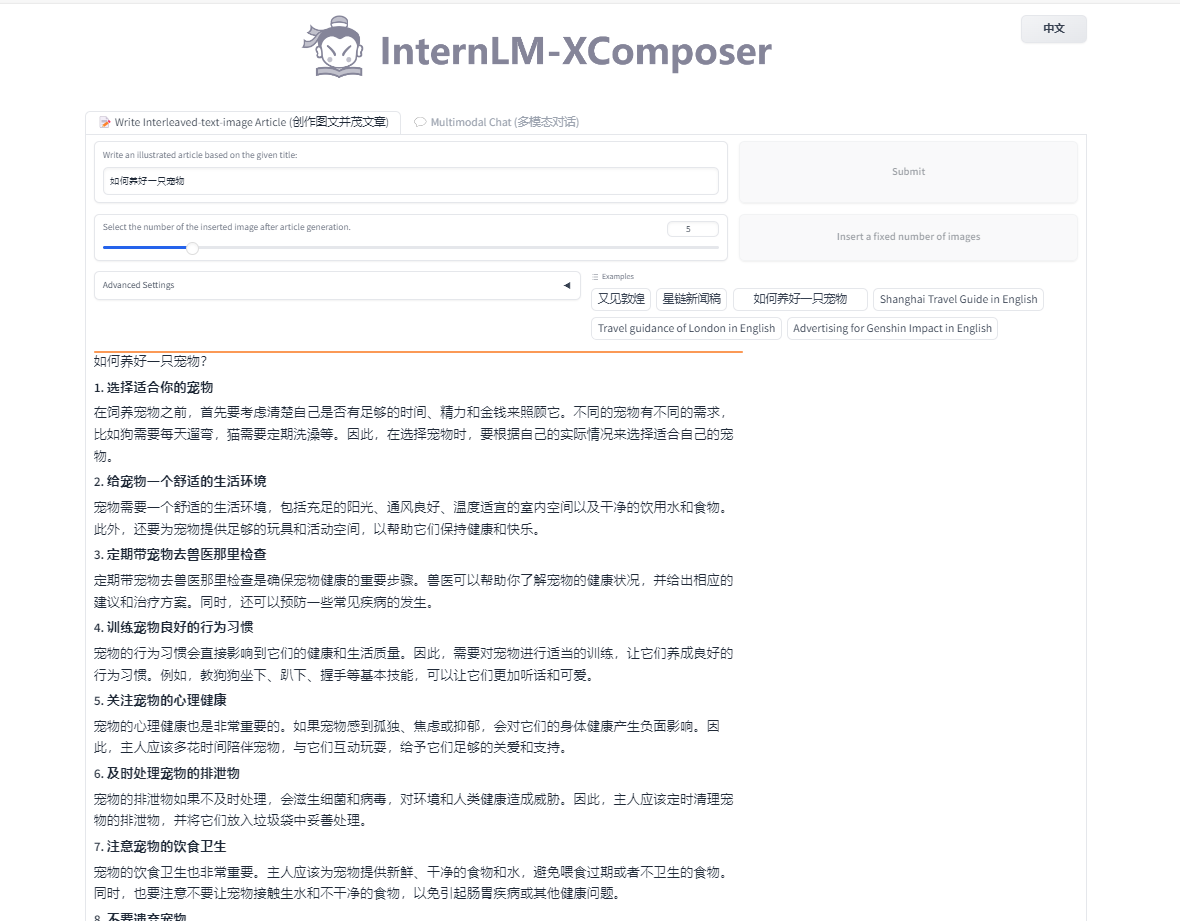 InternLM-XComposer
中文
Write Interleaved-text-image Article (创作图文并茂文章)
Multimodal Chat (多模态对话)
Write an illustrated article based on the given title:
如何养好一只宠物
Submit
Select the number of the inserted image after article generation.
5
Insert a fixed number of images
Advanced Settings
Examples
又见敦煌
星链新闻稿
如何养好一只宠物
Shanghai Travel Guide in English
Travel guidance of London in English
Advertising for Genshin Impact in English
如何养好一只宠物?
1. 选择适合你的宠物
在饲养宠物之前，首先要考虑清楚自己是否有足够的时间、精力和金钱来照顾它。不同的宠物有不同的需求，
比如狗需要每天遛弯，猫需要定期洗澡等。因此，在选择宠物时，要根据自己的实际情况来选择适合自己的宠
物。
2. 给宠物一个舒适的生活环境
宠物需要一个舒适的生活环境，包括充足的阳光、通风良好、温度适宜的室内空间以及干净的饮用水和食物。
此外，还要为宠物提供足够的玩具和活动空间，以帮助它们保持健康和快乐。
3. 定期带宠物去兽医那里检查
定期带宠物去兽医那里检查是确保宠物健康的重要步骤。兽医可以帮助你了解宠物的健康状况，并给出相应的
建议和治疗方案。同时，还可以预防一些常见疾病的发生。
4. 训练宠物良好的行为习惯
宠物的行为习惯会直接影响到它们的健康和生活质量。因此，需要对宠物进行适当的训练，让它们养成良好的
行为习惯。例如，教狗狗坐下、趴下、握手等基本技能，可以让它们更加听话和可爱。
5. 关注宠物的心理健康
宠物的心理健康也是非常重要的。如果宠物感到孤独、焦虑或抑郁，会对它们的身体健康产生负面影响。因
此，主人应该多花时间陪伴宠物，与它们互动玩耍，给予它们足够的关爱和支持。
6. 及时处理宠物的排泄物
宠物的排泄物如果不及时处理，会滋生细菌和病毒，对环境和人类健康造成威胁。因此，主人应该定时清理宠
物的排泄物，并将它们放入垃圾袋中妥善处理。
7. 注意宠物的饮食卫生
宠物的饮食卫生也非常重要。主人应该为宠物提供新鲜、干净的食物和水，避免喂食过期或者不卫生的食物。
同时，也要注意不要让宠物接触生水和不干净的食物，以免引起肠胃疾病或其他健康问题。
8. 不要遗弃宠物